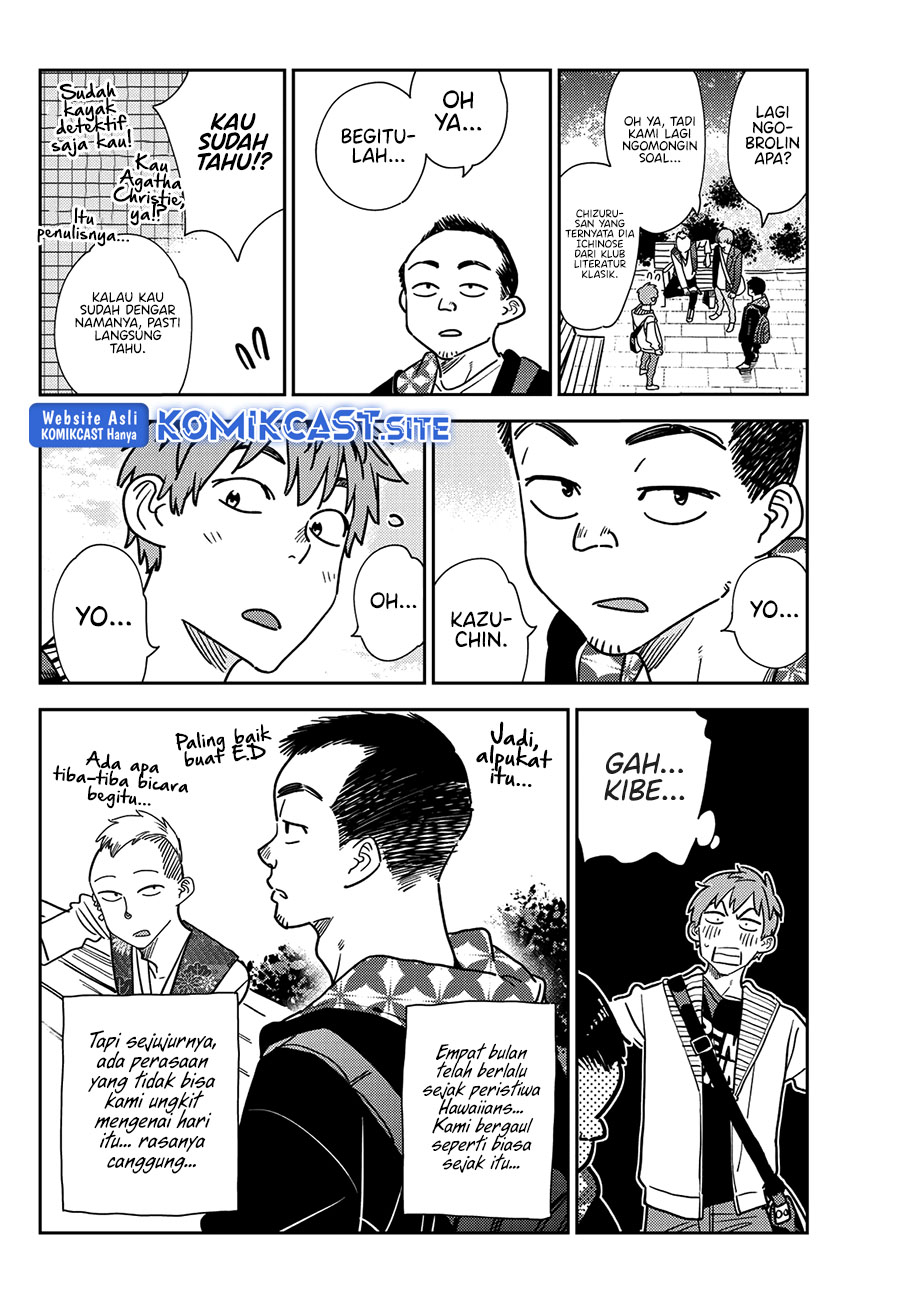 LAGI
NGO-
BROLIN
APA?
OH YA, TADI
KAMI LAGI
NGOMONGIN
SOAL...
CHIZURU-
SAN YANG
TERNYATA DIA
ICHINOSE
DARI KLUB
LITERATUR
KLASIK.
OH
YA...
BEGITU-
LAH...
KAU
SUDAH
TAHU!?
Sudah
kayak
detektif
saja kau!
Kau
Agatha
Christie,
ya!?
Itu
penulisnya...
KALAU KAU
SUDAH DENGAR
NAMANYA, PASTI
LANGSUNG
TAHU.
Website Asli
KOMIKCAST Hanya
KOMIKCAST.SITE
YO...
KAZU-
CHIN.
OH...
YO...
GAH...
KIBE...
Jadi,
alpukat
itu...
Paling baik
buat E.D
Ada apa
tiba-tiba bicara
begitu...
Empat bulan
telah berlalu
sejak peristiwa
Hawaiians...
Kami bergaul
seperti biasa
sejak itu...
Tapi sejujurnya,
ada perasaan
yang tidak bisa
kami ungkit
mengenai hari
itu... rasanya
canggung...